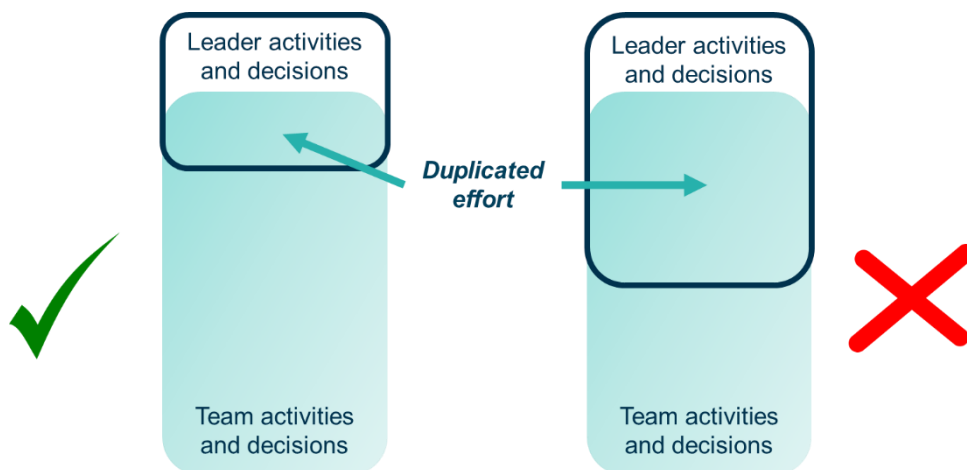 Leader activities
and decisions
Leader activities
and decisions
Duplicated
effort
Team activities
and decisions
Team activities
and decisions